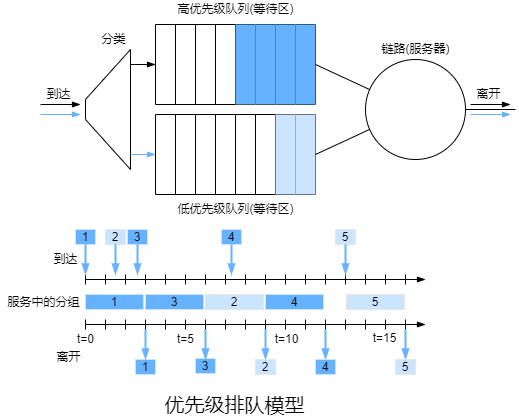 高优先级队列(等待区)
分类
链路(服务器)
到达
离开
低优先级队列(等待区)
1 2 3 4 5
到达
服务中的分组 1 3 2 4 5
t=0 t=5 t=10 t=15
离开
1 3 2 4 5
优先级排队模型